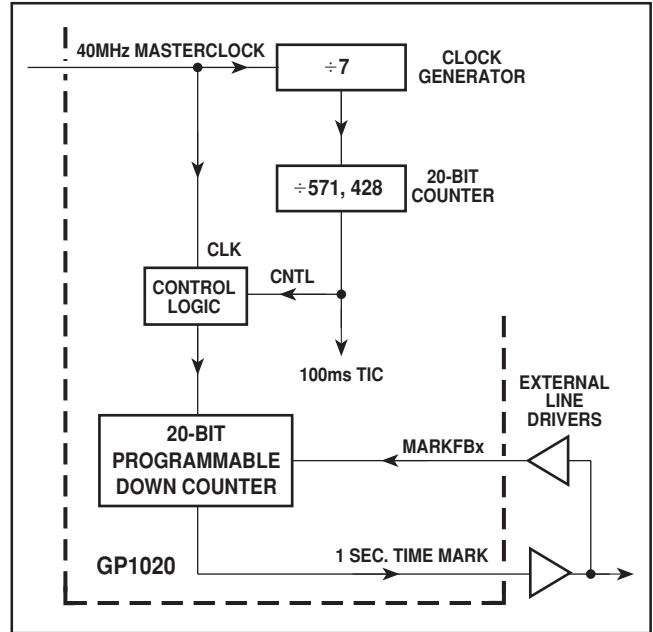 40MHz MASTERCLOCK
÷7
CLOCK
GENERATOR
÷571, 428
20-BIT
COUNTER
CLK
CONTROL
LOGIC
CNTL
100ms TIC
EXTERNAL
LINE
DRIVERS
20-BIT
PROGRAMMABLE
DOWN COUNTER
MARKFBx
1 SEC. TIME MARK
GP1020